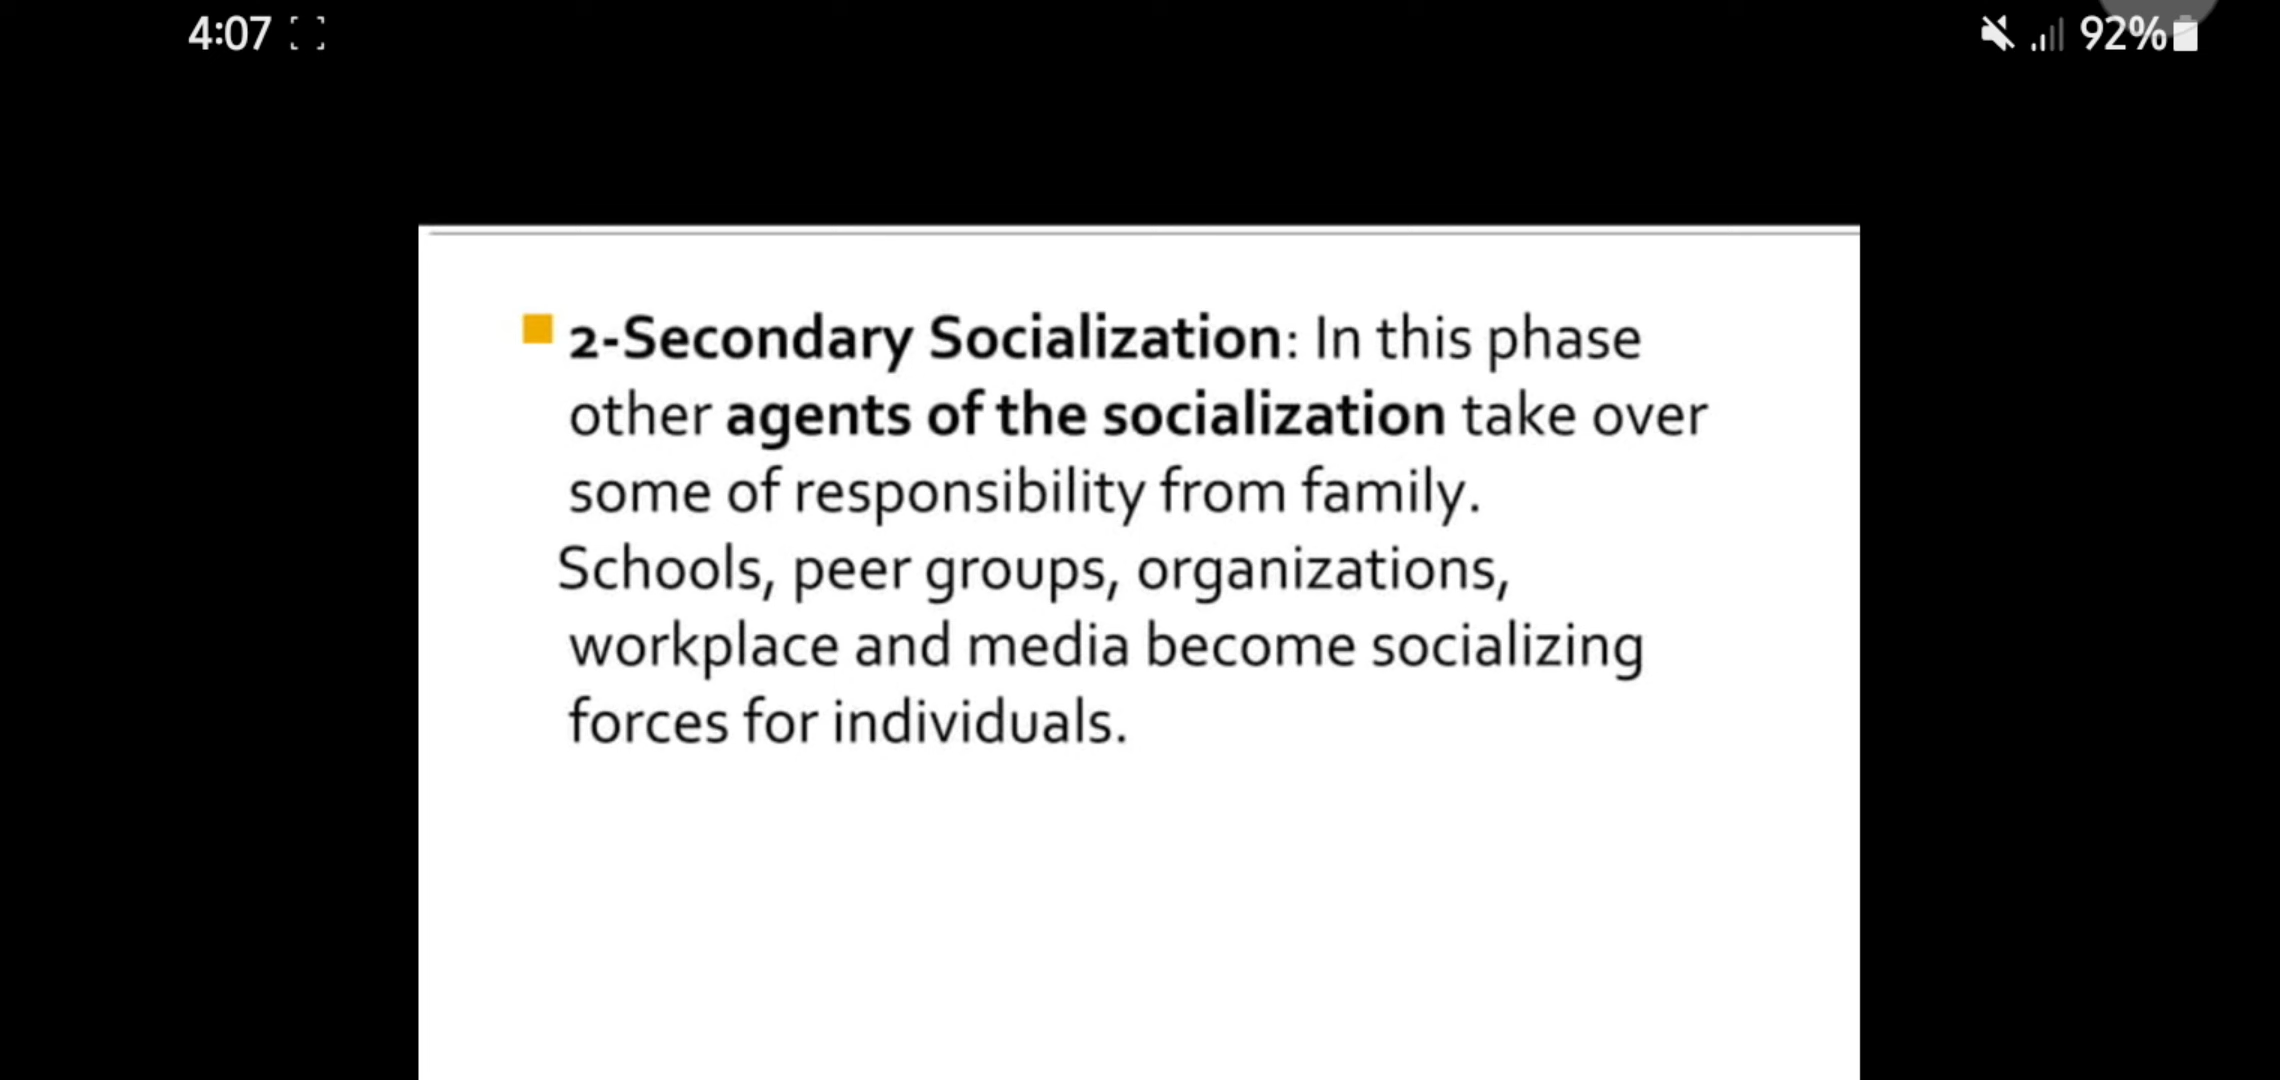 4:07
92%
2-Secondary Socialization: In this phase
other agents of the socialization take over
some of responsibility from family.
Schools, peer groups, organizations,
workplace and media become socializing
forces for individuals.